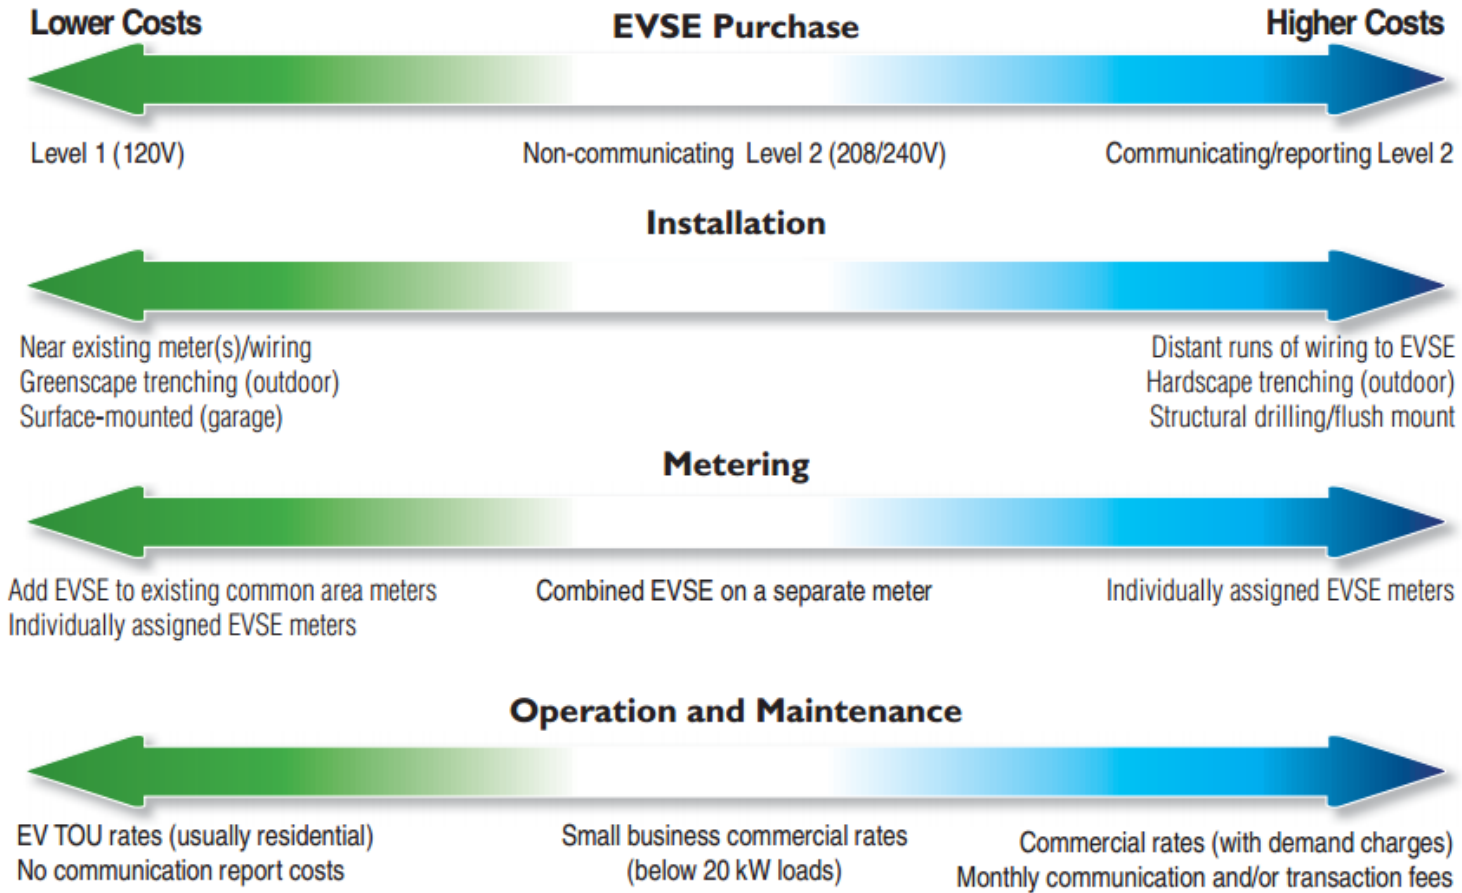 Lower Costs
EVSE Purchase
Higher Costs
Level 1 (120V)
Non-communicating Level 2 (208/240V)
Communicating/reporting Level 2
Installation
Near existing meter(s)/wiring
Greenscape trenching (outdoor)
Surface-mounted (garage)
Distant runs of wiring to EVSE
Hardscape trenching (outdoor)
Structural drilling/flush mount
Metering
Add EVSE to existing common area meters
Individually assigned EVSE meters
Combined EVSE on a separate meter
Individually assigned EVSE meters
Operation and Maintenance
EV TOU rates (usually residential)
No communication report costs
Small business commercial rates
(below 20 kW loads)
Commercial rates (with demand charges)
Monthly communication and/or transaction fees